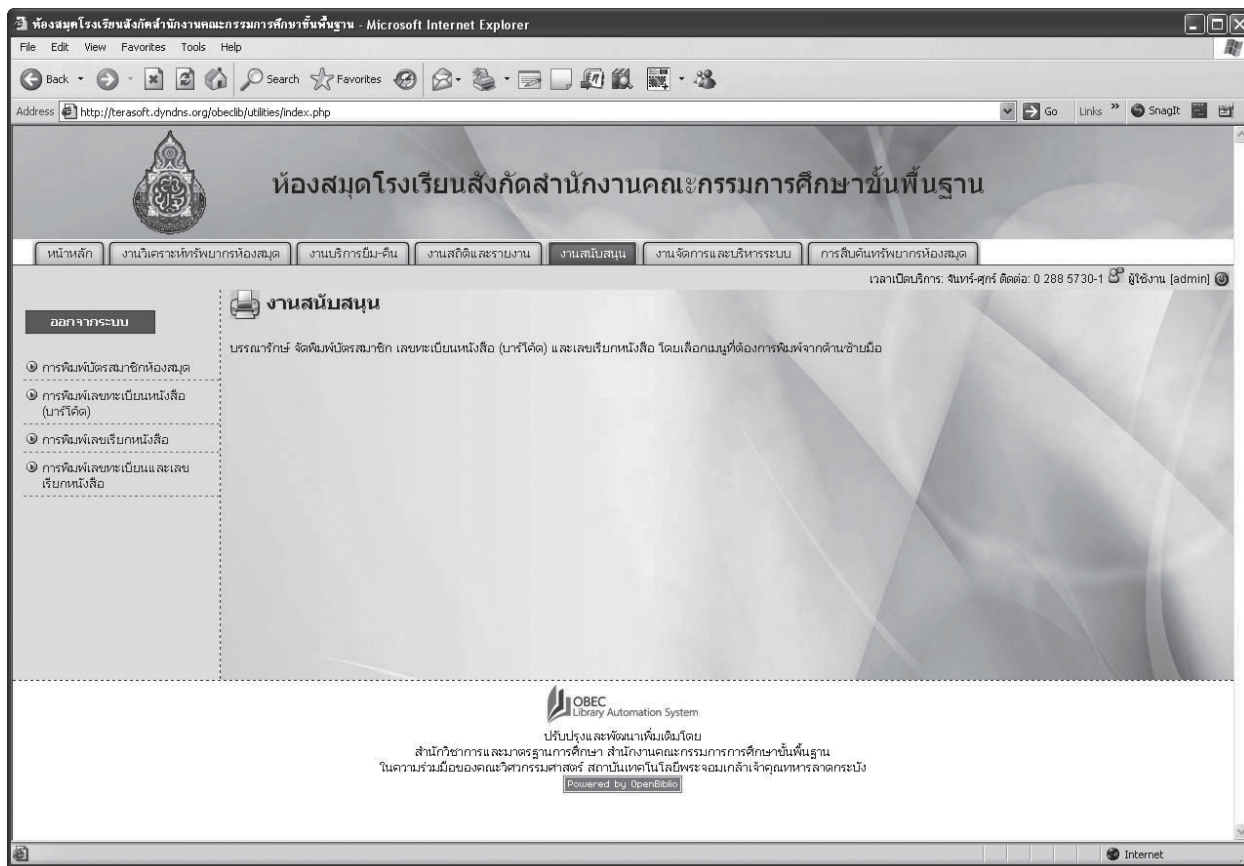 ห้องสมุดโรงเรียนสังกัดสำนักงานคณะกรรมการศึกษาขั้นพื้นฐาน - Microsoft Internet Explorer
File Edit View Favorites Tools Help
Back Search Favorites
Address http://terasoft.dyndns.org/obeclib/utilities/index.php Go Links » SnagIt
ห้องสมุดโรงเรียนสังกัดสำนักงานคณะกรรมการศึกษาขั้นพื้นฐาน
หน้าหลัก งานวิเคราะห์ทรัพยากรห้องสมุด งานบริการยืม-คืน งานสถิติและรายงาน งานสนับสนุน งานจัดการและบริหารระบบ การสืบค้นทรัพยากรห้องสมุด
เวลาเปิดบริการ: จันทร์-ศุกร์ ติดต่อ: 0 288 5730-1 ผู้ใช้งาน [admin]
ออกจากระบบ
การพิมพ์บัตรสมาชิกห้องสมุด
การพิมพ์เลขทะเบียนหนังสือ
(บาร์โค้ด)
การพิมพ์เลขเรียกหนังสือ
การพิมพ์เลขทะเบียนและเลข
เรียกหนังสือ
งานสนับสนุน
บรรณารักษ์ จัดพิมพ์บัตรสมาชิก เลขทะเบียนหนังสือ (บาร์โค้ด) และเลขเรียกหนังสือ โดยเลือกเมนูที่ต้องการพิมพ์จากด้านซ้ายมือ
OBEC
Library Automation System
ปรับปรุงและพัฒนาเพิ่มเติมโดย
สำนักวิชาการและมาตรฐานการศึกษา สำนักงานคณะกรรมการการศึกษาขั้นพื้นฐาน
ในความร่วมมือของคณะวิศวกรรมศาสตร์ สถาบันเทคโนโลยีพระจอมเกล้าเจ้าคุณทหารลาดกระบัง
Powered by OpenBiblio
Internet